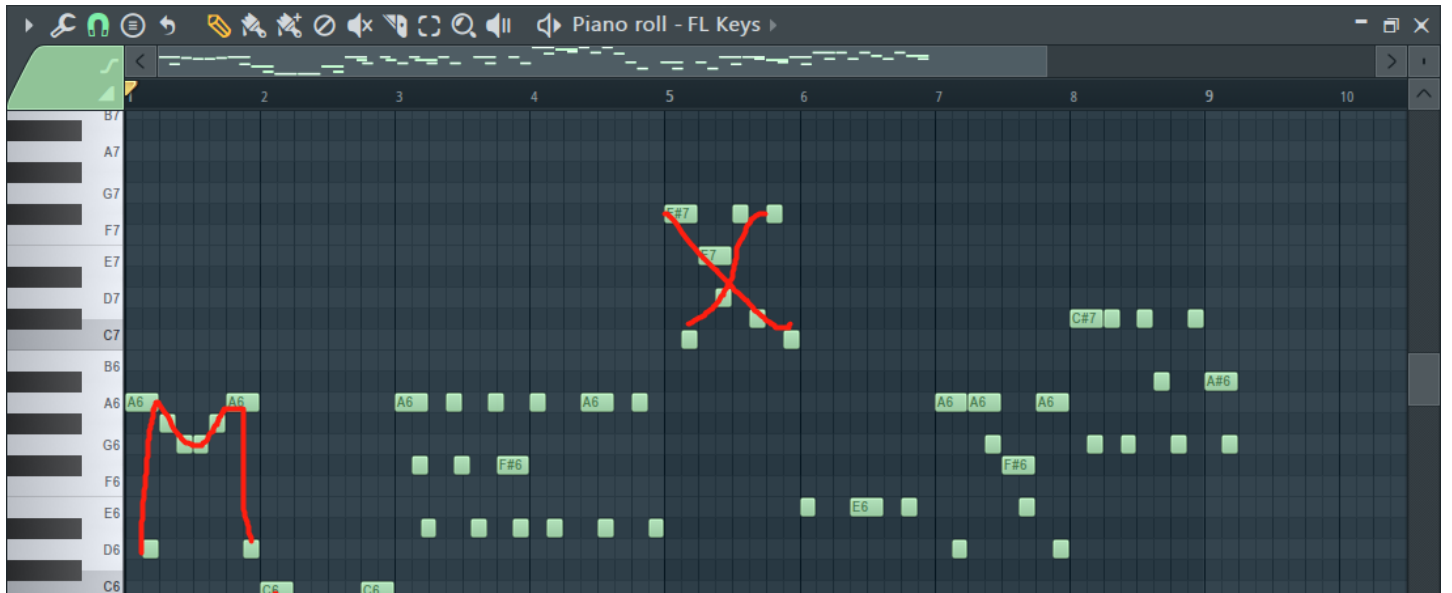 Piano roll - FL Keys
1 2 3 4 5 6 7 8 9 10
B7
A7
G7
F#7
F7
E7 E7
D7
C#7
C7
B6
A#6
A6 A6 A6 A6 A6 A6 A6 A6
G6
F#6 F#6
F6
E6 E6
D6
C6 C6 C6